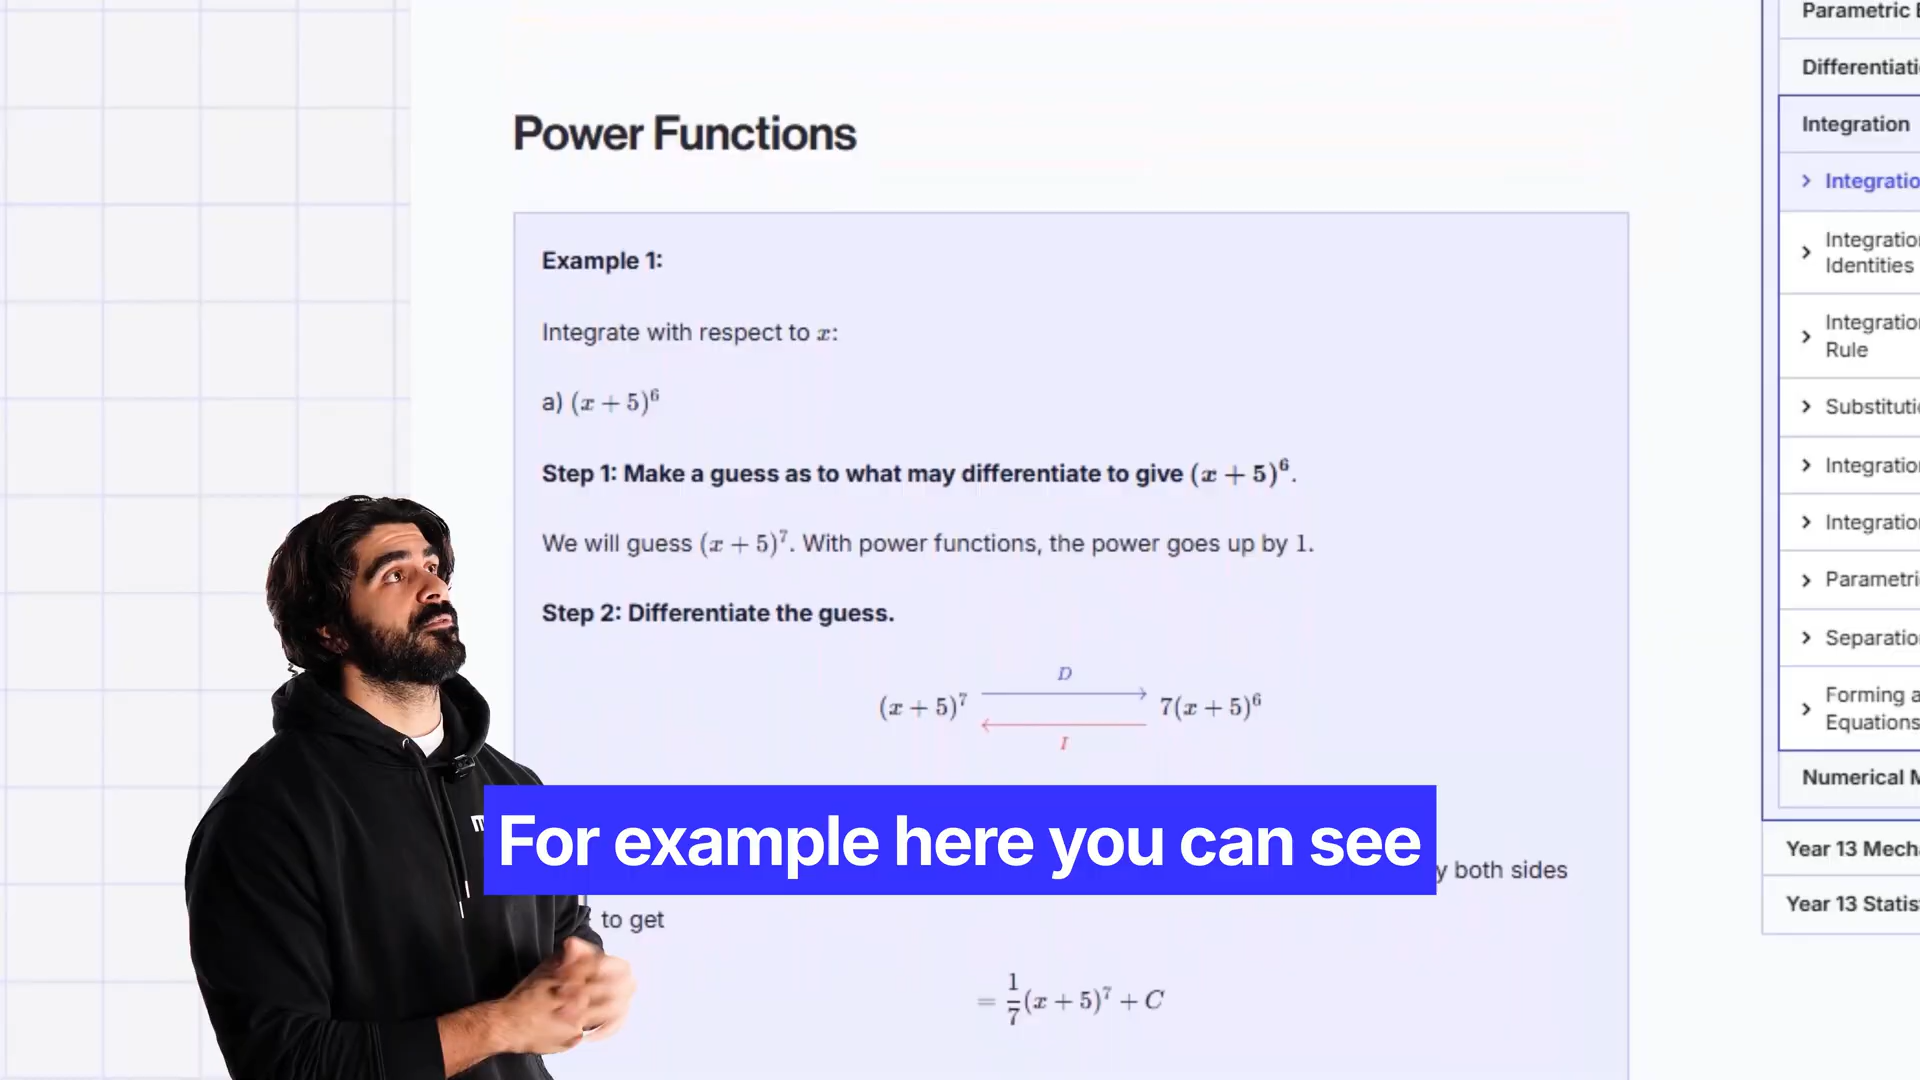 Power Functions
Example 1:
Integrate with respect to x:
a) (x + 5)⁶
Step 1: Make a guess as to what may differentiate to give (x + 5)⁶.
We will guess (x + 5)⁷. With power functions, the power goes up by 1.
Step 2: Differentiate the guess.
D
(x + 5)⁷ 7(x + 5)⁶
I
For example here you can see
both sides
to get
= 1/7 (x + 5)⁷ + C
Parametric
Differentiati
Integration
Integratio
Integratio
Identities
Integratio
Rule
Substituti
Integratio
Integratio
Parametri
Separatio
Forming a
Equations
Numerical M
Year 13 Mech
Year 13 Statis